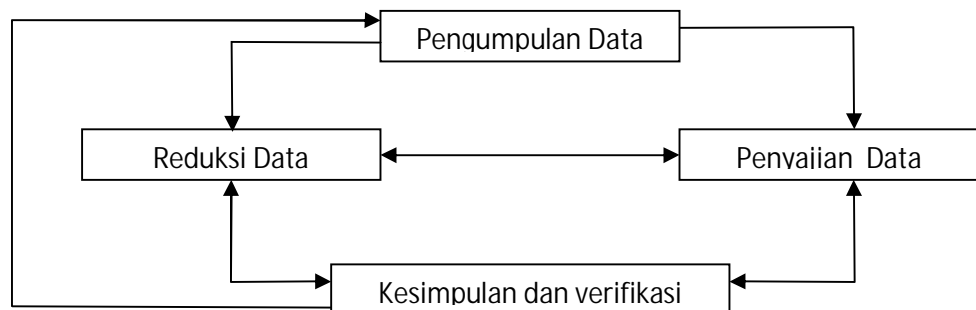 Pengumpulan Data
Reduksi Data
Penyajian Data
Kesimpulan dan verifikasi